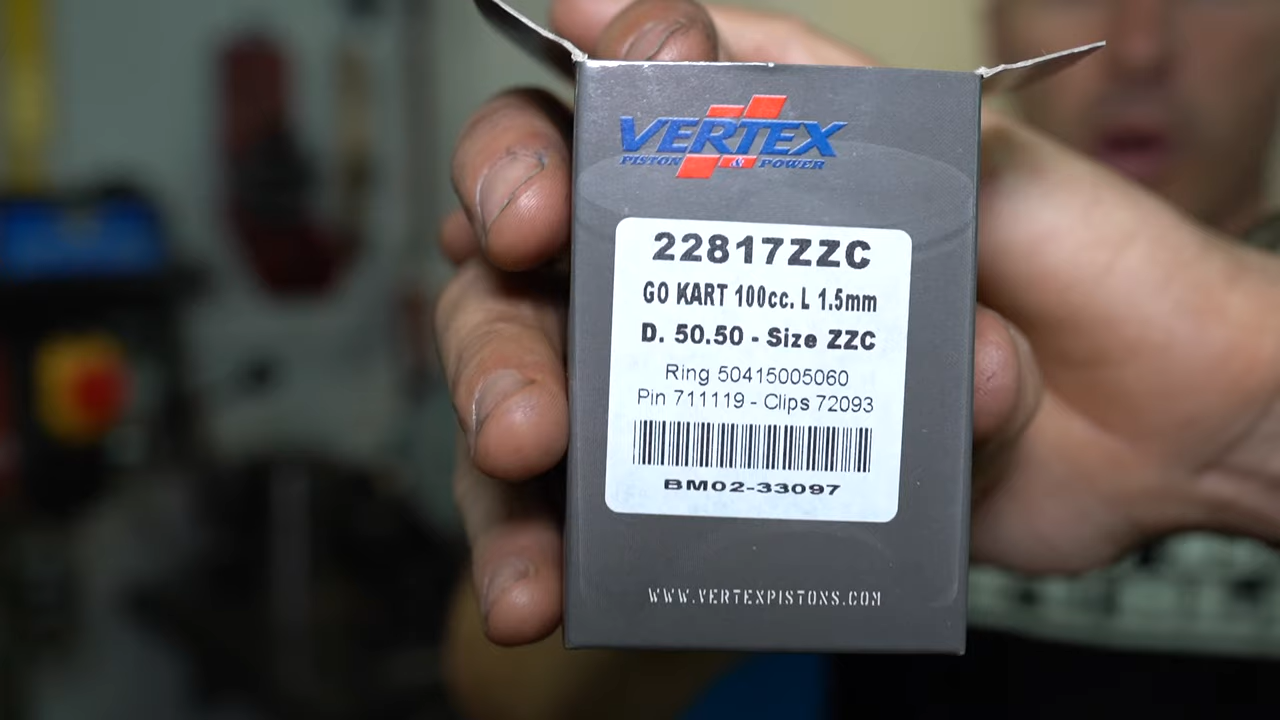 VERTEX
PISTON & POWER
22817ZZC
GO KART 100cc. L 1.5mm
D. 50.50 - Size ZZC
Ring 50415005060
Pin 711119 - Clips 72093
BM02-33097
WWW.VERTEXPISTONS.COM